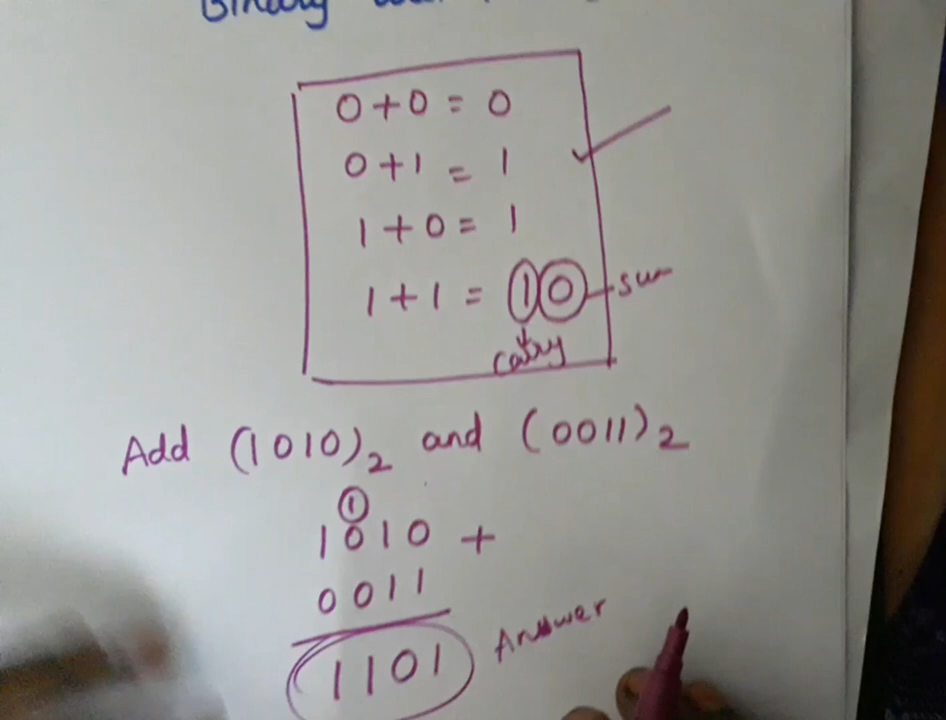 Binary
0+0=0
0+1=1
1+0=1
1+1=10 sum
carry
Add (1010)₂ and (0011)₂
1
1010 +
0011
1101 Answer